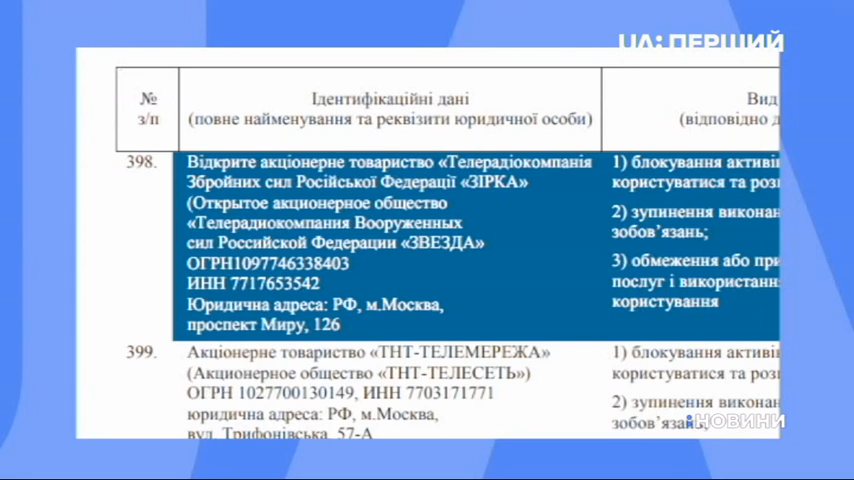 UA: ПЕРШИЙ
№
з/п
Ідентифікаційні дані
(повне найменування та реквізити юридичної особи)
Вид
(відповідно д
398.
Відкрите акціонерне товариство «Телерадіокомпанія
Збройних сил Російської Федерації «ЗІРКА»
(Открытое акционерное общество
«Телерадиокомпания Вооруженных
сил Российской Федерации «ЗВЕЗДА»
ОГРН1097746338403
ИНН 7717653542
Юридична адреса: РФ, м.Москва,
проспект Миру, 126
1) блокування активі
користуватися та роз
2) зупинення виконан
зобов’язань;
3) обмеження або при
послуг і використанн
користування
399.
Акціонерне товариство «ТНТ-ТЕЛЕМЕРЕЖА»
(Акционерное общество «ТНТ-ТЕЛЕСЕТЬ»)
ОГРН 1027700130149, ИНН 7703171771
юридична адреса: РФ, м.Москва,
вул. Трифонівська, 57-А
1) блокування активі
користуватися та роз
2) зупинення виконан
зобов’язань;
НОВИНИ